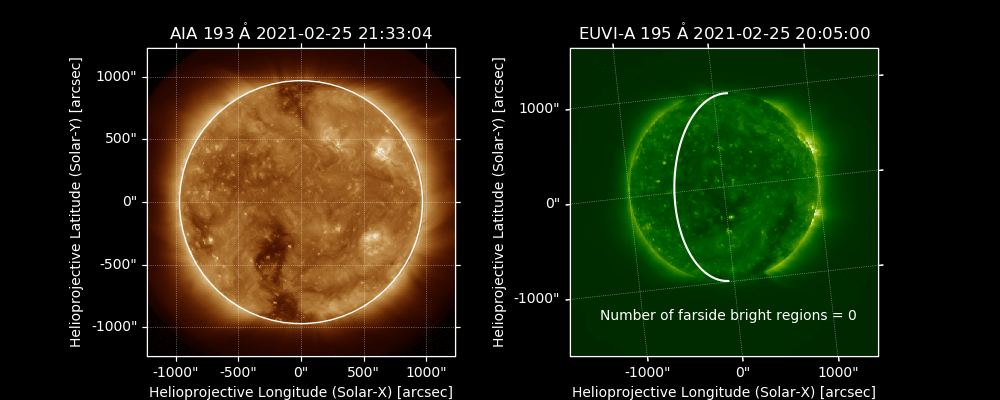 AIA 193 Å 2021-02-25 21:33:04
Helioprojective Latitude (Solar-Y) [arcsec]
1000"
500"
0"
-500"
-1000"
-1000"
-500"
0"
500"
1000"
Helioprojective Longitude (Solar-X) [arcsec]
EUVI-A 195 Å 2021-02-25 20:05:00
Helioprojective Latitude (Solar-Y) [arcsec]
1000"
0"
-1000"
Number of farside bright regions = 0
-1000"
0"
1000"
Helioprojective Longitude (Solar-X) [arcsec]